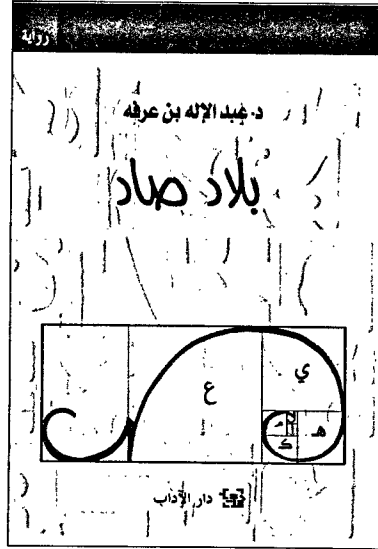 رواية
د. عبد الإله بن عرفه
بلاد صاد
ي
ع
هـ
ك
دار الآداب